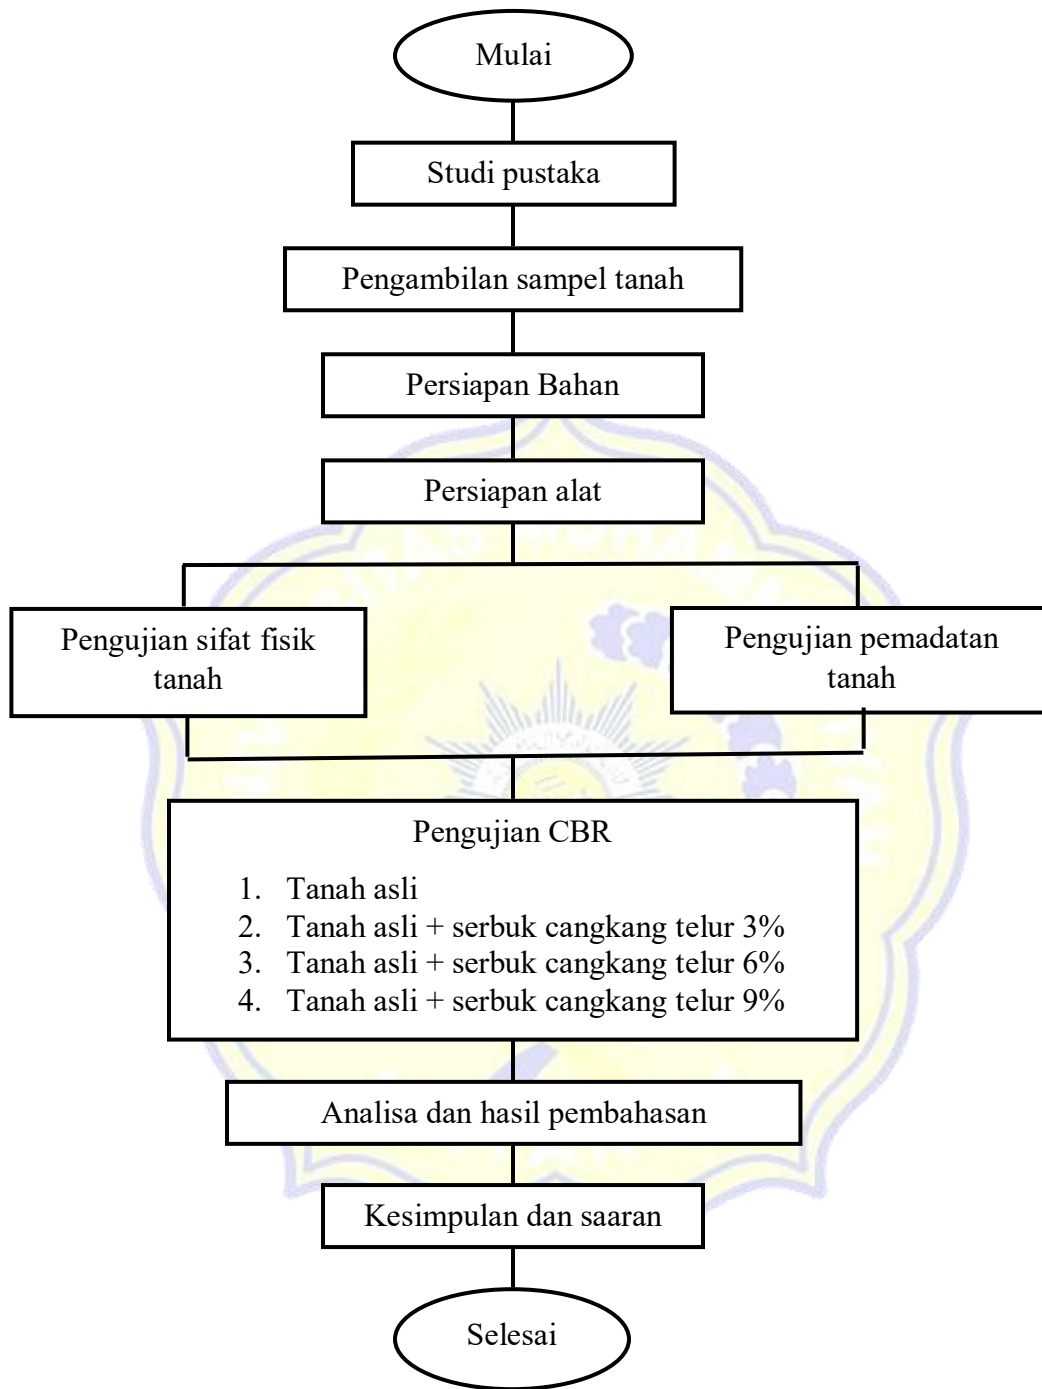 Mulai
Studi pustaka
Pengambilan sampel tanah
Persiapan Bahan
Persiapan alat
Pengujian sifat fisik
tanah
Pengujian pemadatan
tanah
Pengujian CBR
1. Tanah asli
2. Tanah asli + serbuk cangkang telur 3%
3. Tanah asli + serbuk cangkang telur 6%
4. Tanah asli + serbuk cangkang telur 9%
Analisa dan hasil pembahasan
Kesimpulan dan saaran
Selesai